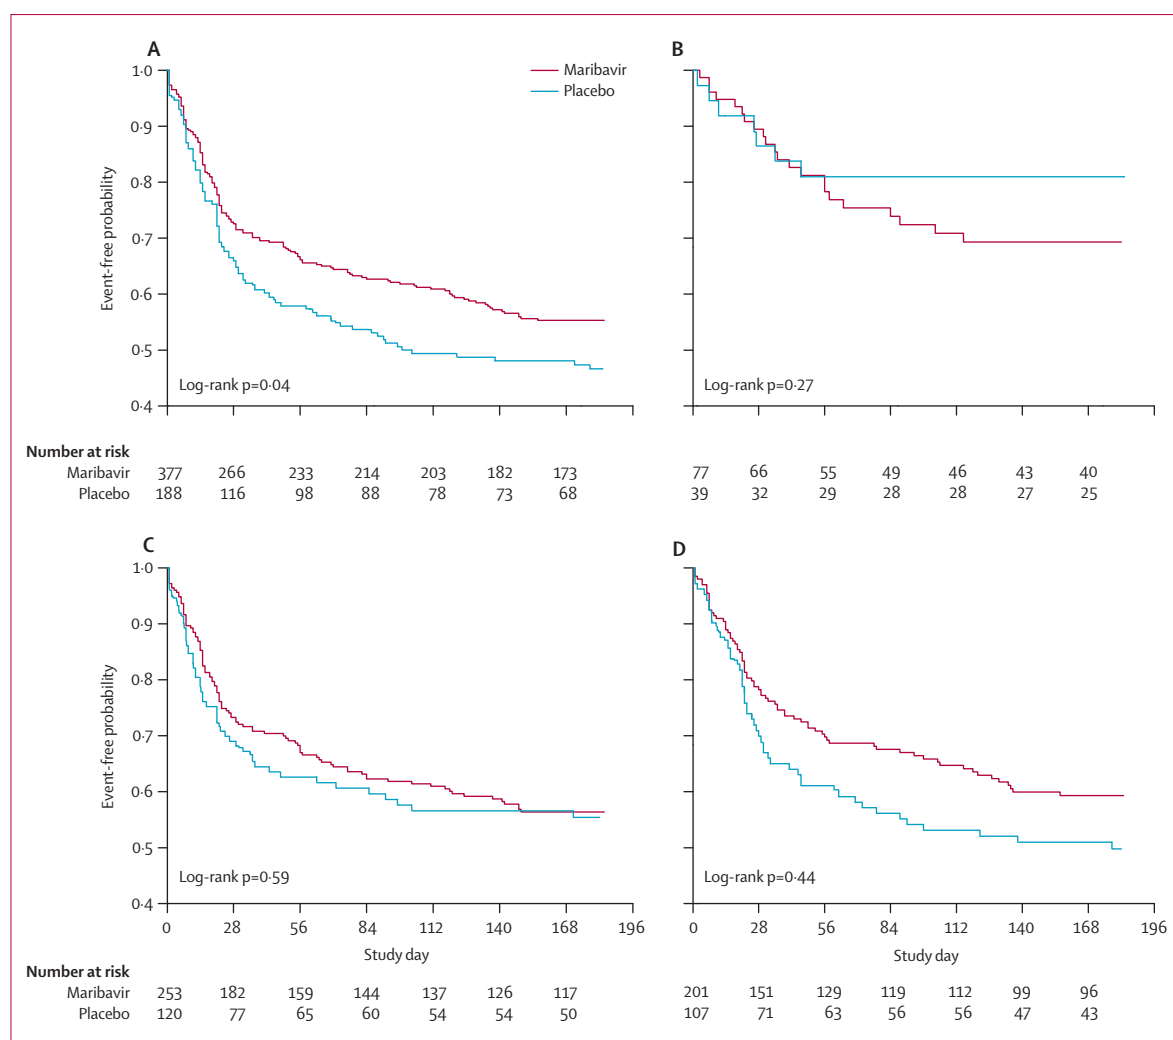 A
B
Maribavir
Placebo
1·0
0·9
0·8
0·7
0·6
0·5
0·4
Event-free probability
Log-rank p=0·04
Log-rank p=0·27
Number at risk
Maribavir 377 266 233 214 203 182 173 77 66 55 49 46 43 40
Placebo 188 116 98 88 78 73 68 39 32 29 28 28 27 25
C
D
1·0
0·9
0·8
0·7
0·6
0·5
0·4
Event-free probability
Log-rank p=0·59
Log-rank p=0·44
0 28 56 84 112 140 168 196 0 28 56 84 112 140 168 196
Study day Study day
Number at risk
Maribavir 253 182 159 144 137 126 117 201 151 129 119 112 99 96
Placebo 120 77 65 60 54 54 50 107 71 63 56 56 47 43